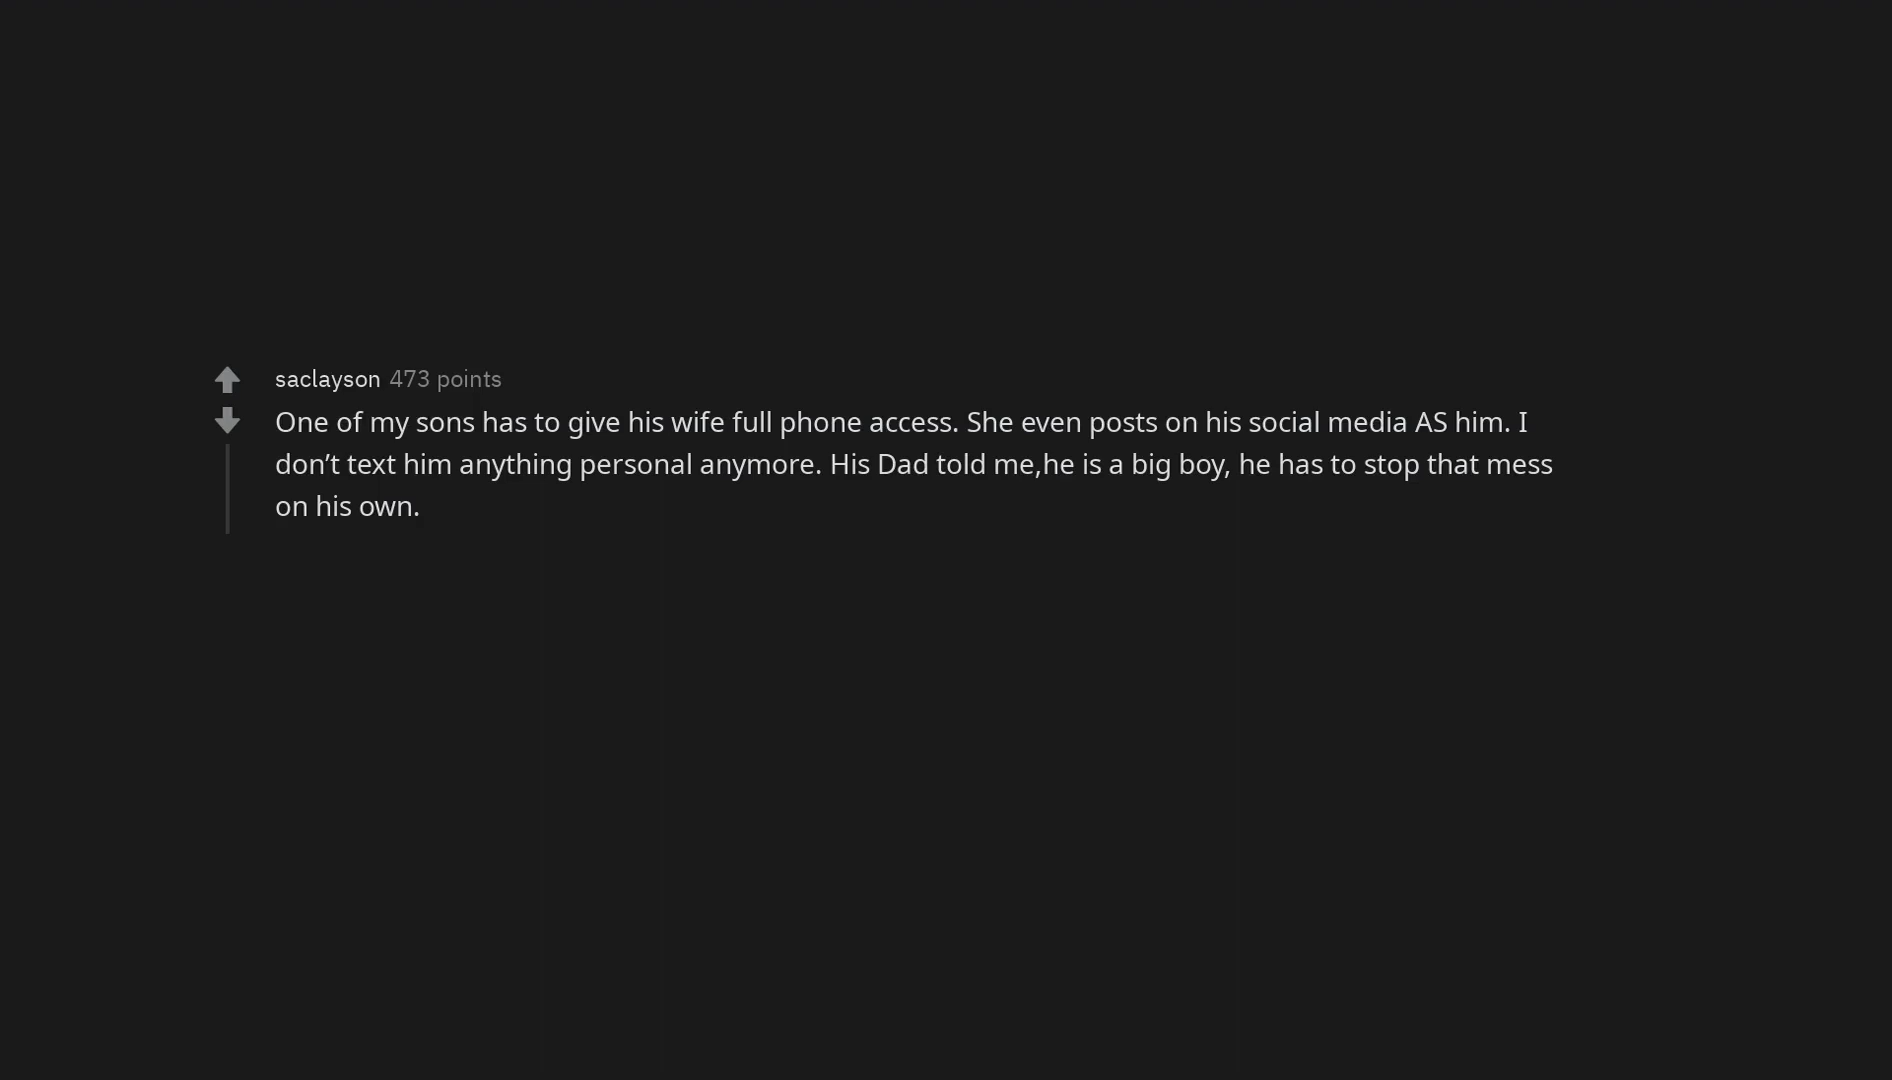 saclayson 473 points
One of my sons has to give his wife full phone access. She even posts on his social media AS him. I
don’t text him anything personal anymore. His Dad told me,he is a big boy, he has to stop that mess
on his own.